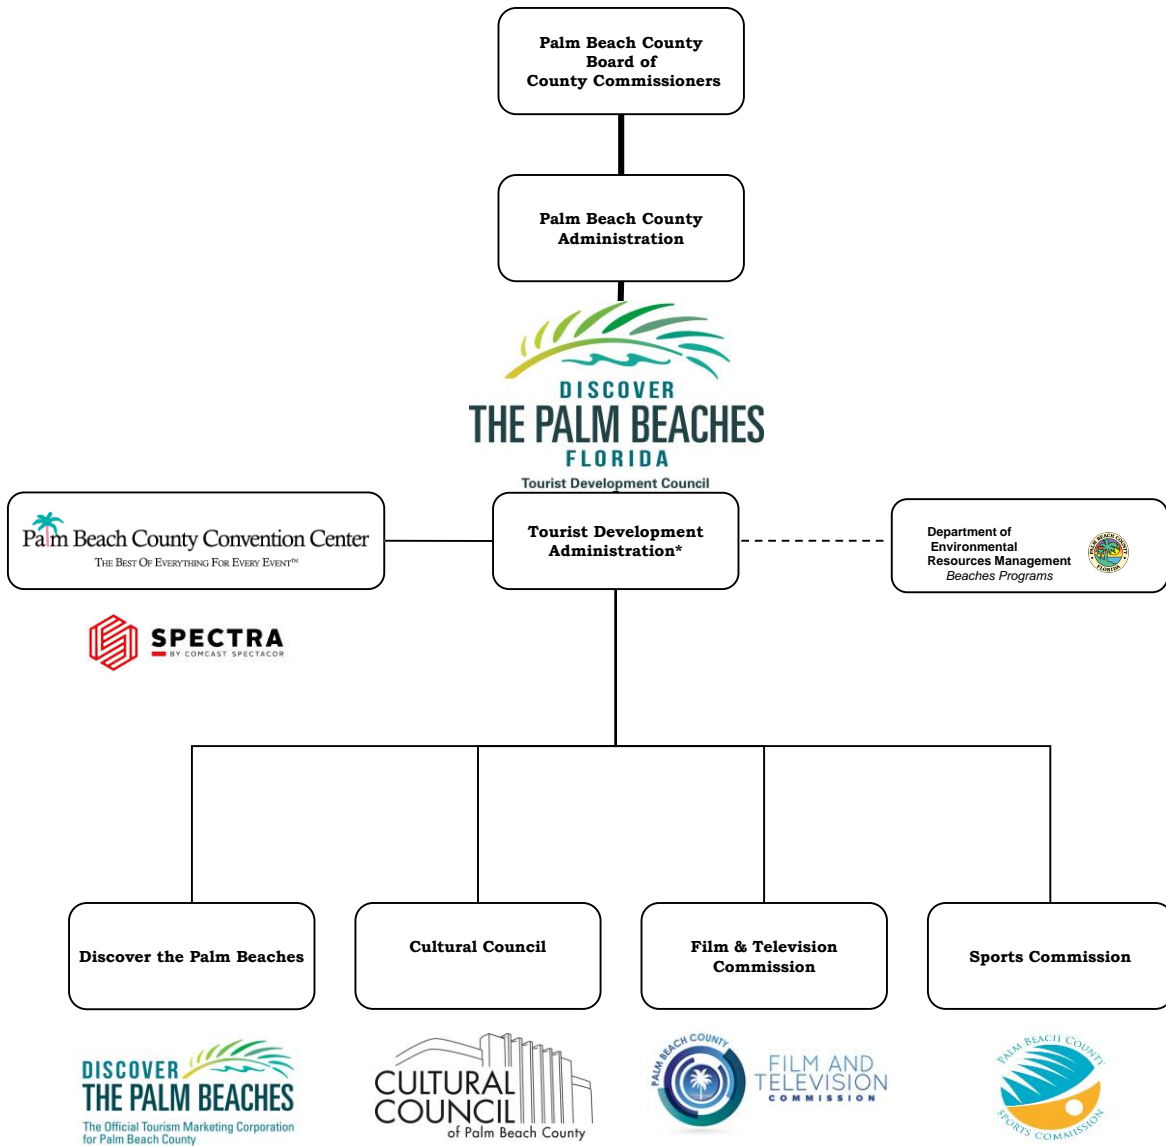 Palm Beach County
Board of
County Commissioners
Palm Beach County
Administration
DISCOVER
THE PALM BEACHES
FLORIDA
Tourist Development Council
Palm Beach County Convention Center
THE BEST OF EVERYTHING FOR EVERY EVENT™
Tourist Development
Administration*
Department of
Environmental
Resources Management
Beaches Programs
PALM BEACH COUNTY
FLORIDA
SPECTRA
BY COMCAST SPECTACOR
Discover the Palm Beaches
Cultural Council
Film & Television
Commission
Sports Commission
DISCOVER
THE PALM BEACHES
The Official Tourism Marketing Corporation
for Palm Beach County
CULTURAL
COUNCIL
of Palm Beach County
PALM BEACH COUNTY
FILM AND
TELEVISION
COMMISSION
PALM BEACH COUNTY
SPORTS COMMISSION